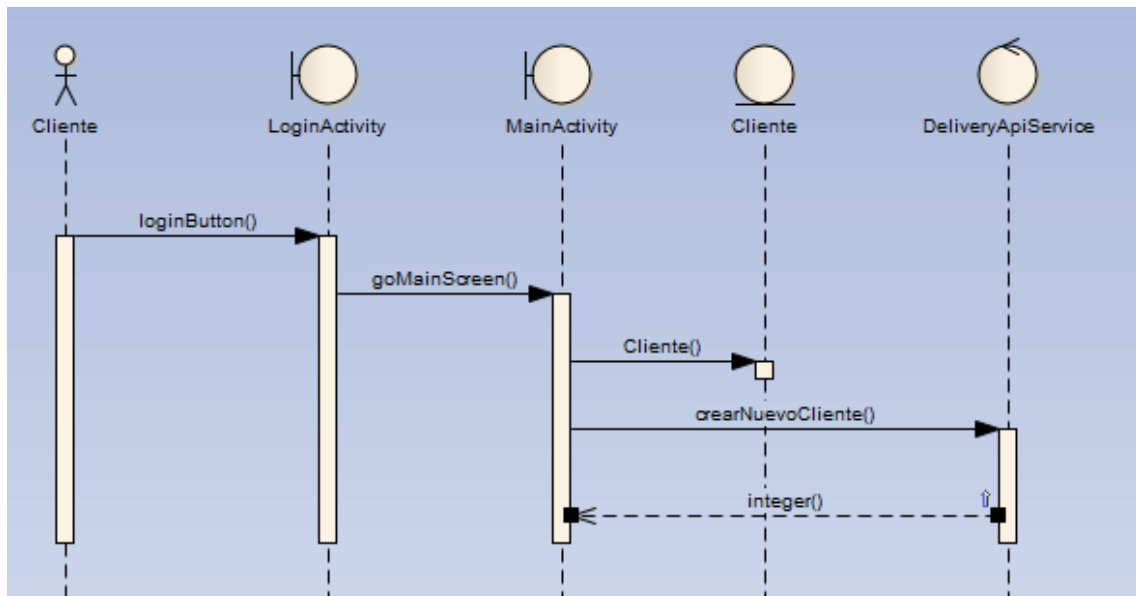 Cliente
LoginActivity
MainActivity
Cliente
DeliveryApiService
loginButton()
goMainScreen()
Cliente()
crearNuevoCliente()
integer()